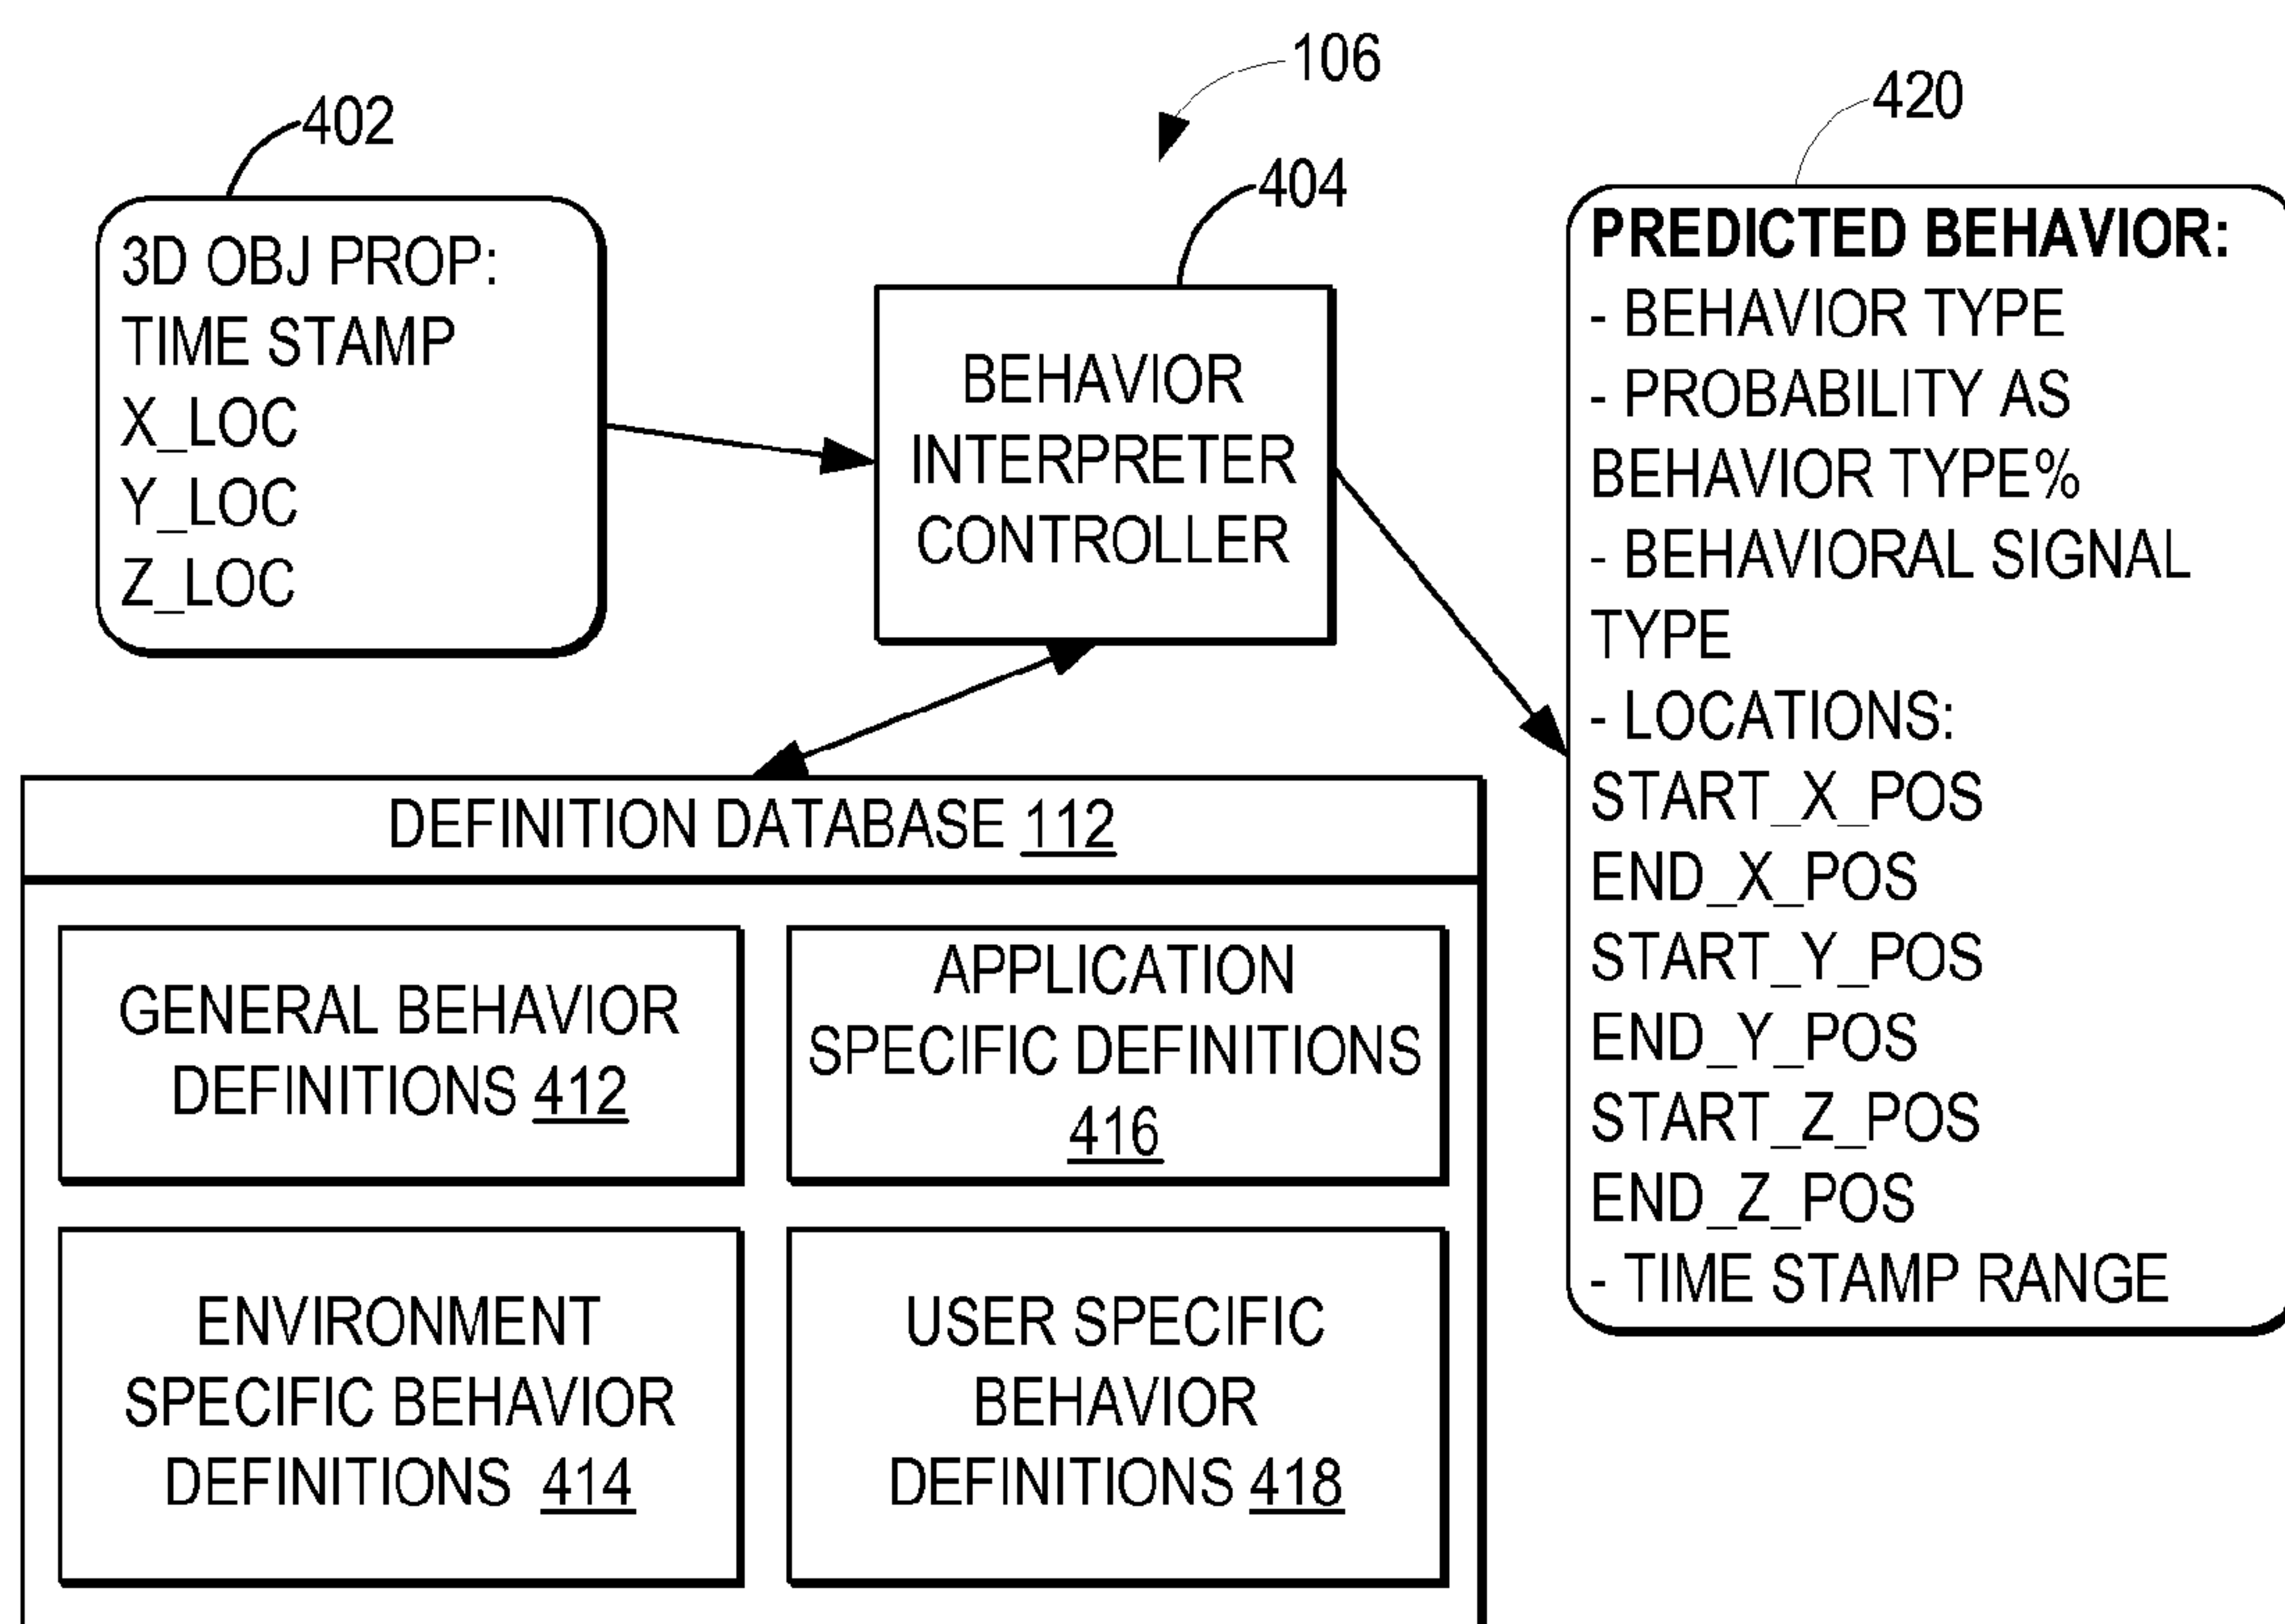 106
402
404
420
3D OBJ PROP:
TIME STAMP
X_LOC
Y_LOC
Z_LOC
BEHAVIOR
INTERPRETER
CONTROLLER
PREDICTED BEHAVIOR:
- BEHAVIOR TYPE
- PROBABILITY AS
BEHAVIOR TYPE%
- BEHAVIORAL SIGNAL
TYPE
- LOCATIONS:
START_X_POS
END_X_POS
START_Y_POS
END_Y_POS
START_Z_POS
END_Z_POS
- TIME STAMP RANGE
DEFINITION DATABASE 112
GENERAL BEHAVIOR
DEFINITIONS 412
APPLICATION
SPECIFIC DEFINITIONS
416
ENVIRONMENT
SPECIFIC BEHAVIOR
DEFINITIONS 414
USER SPECIFIC
BEHAVIOR
DEFINITIONS 418